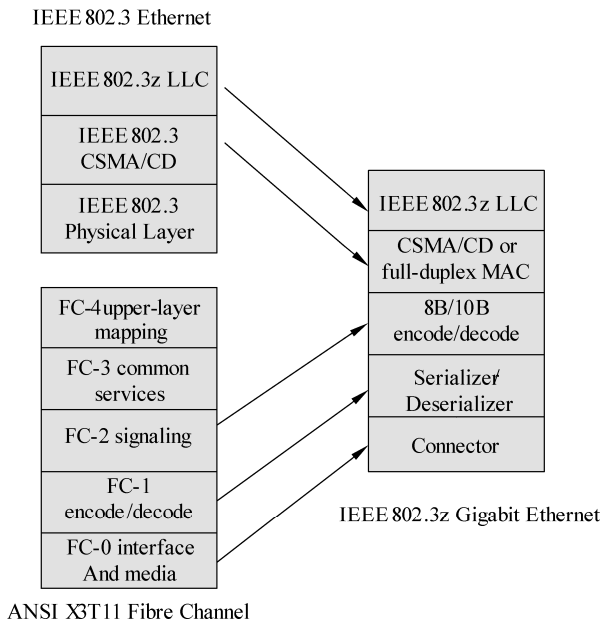 IEEE 802.3 Ethernet
IEEE 802.3z LLC
IEEE 802.3
CSMA/CD
IEEE 802.3
Physical Layer
FC-4 upper-layer
mapping
FC-3 common
services
FC-2 signaling
FC-1
encode/decode
FC-0 interface
And media
ANSI X3T11 Fibre Channel
IEEE 802.3z LLC
CSMA/CD or
full-duplex MAC
8B/10B
encode/decode
Serializer/
Deserializer
Connector
IEEE 802.3z Gigabit Ethernet